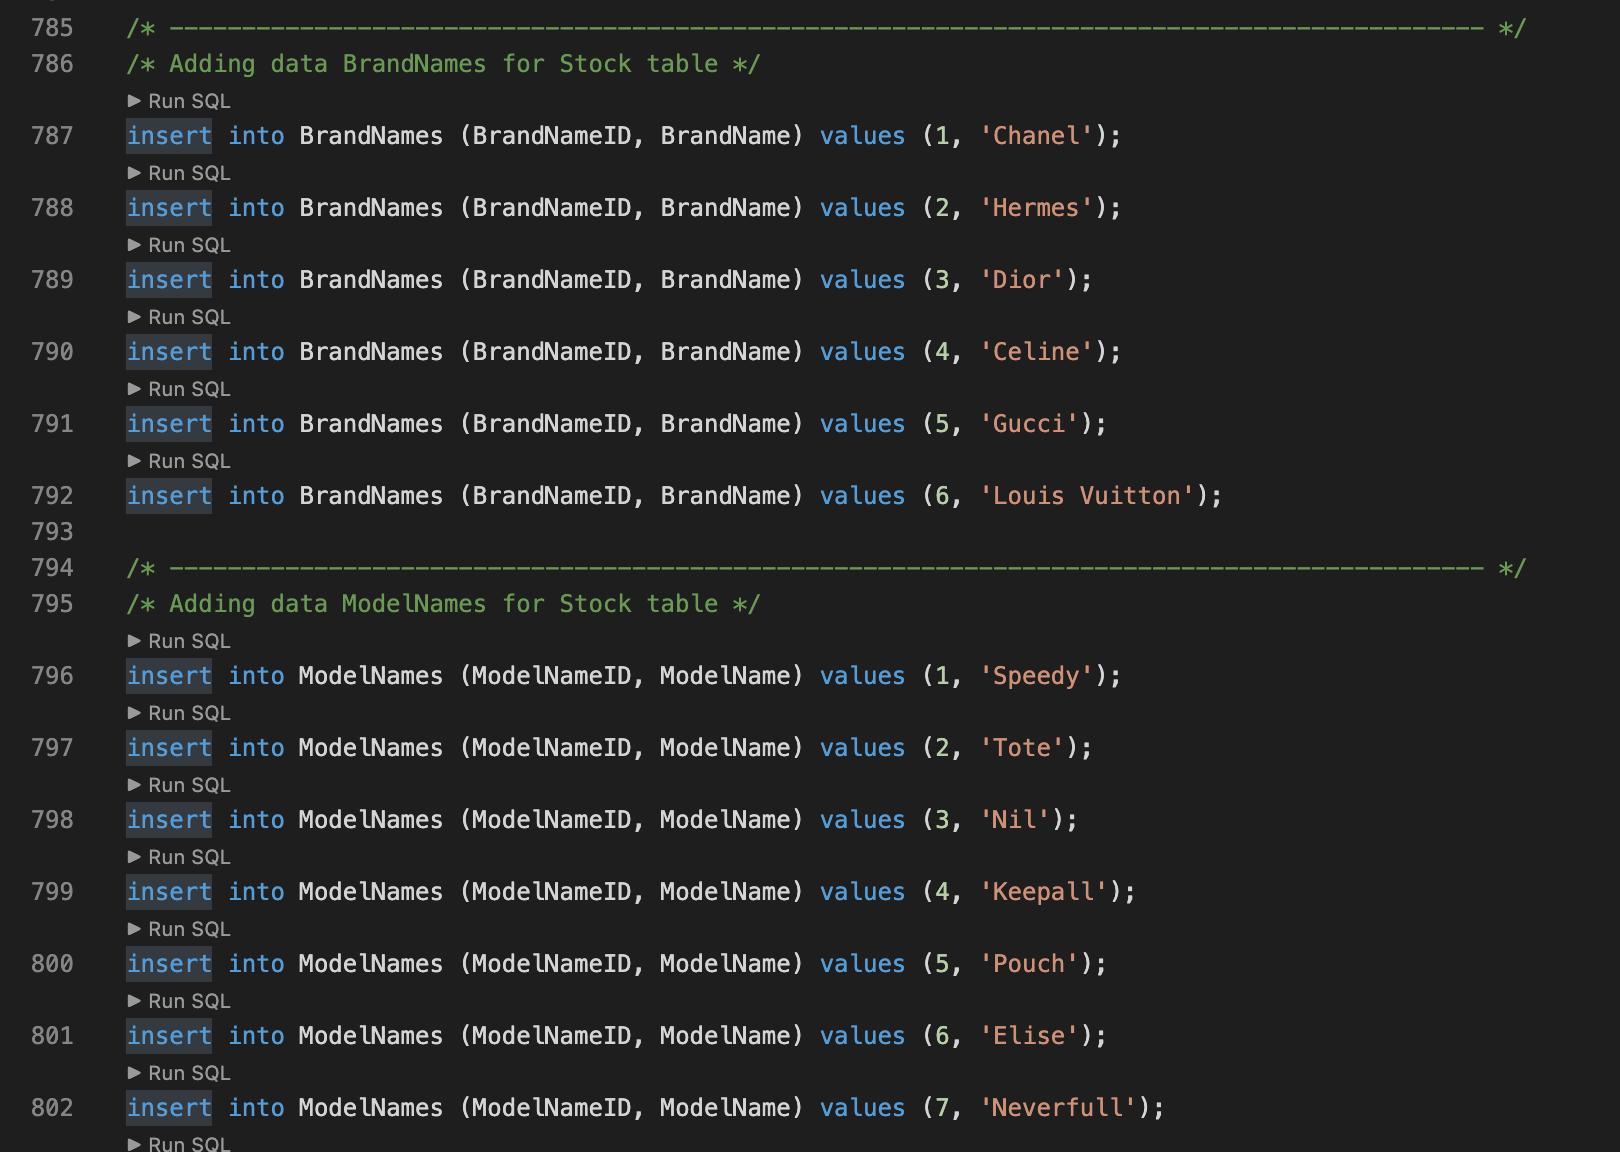 785 /* ------------------------------------------------------------------------------------------- */
786 /* Adding data BrandNames for Stock table */
▶ Run SQL
787 insert into BrandNames (BrandNameID, BrandName) values (1, 'Chanel');
▶ Run SQL
788 insert into BrandNames (BrandNameID, BrandName) values (2, 'Hermes');
▶ Run SQL
789 insert into BrandNames (BrandNameID, BrandName) values (3, 'Dior');
▶ Run SQL
790 insert into BrandNames (BrandNameID, BrandName) values (4, 'Celine');
▶ Run SQL
791 insert into BrandNames (BrandNameID, BrandName) values (5, 'Gucci');
▶ Run SQL
792 insert into BrandNames (BrandNameID, BrandName) values (6, 'Louis Vuitton');
793
794 /* ------------------------------------------------------------------------------------------- */
795 /* Adding data ModelNames for Stock table */
▶ Run SQL
796 insert into ModelNames (ModelNameID, ModelName) values (1, 'Speedy');
▶ Run SQL
797 insert into ModelNames (ModelNameID, ModelName) values (2, 'Tote');
▶ Run SQL
798 insert into ModelNames (ModelNameID, ModelName) values (3, 'Nil');
▶ Run SQL
799 insert into ModelNames (ModelNameID, ModelName) values (4, 'Keepall');
▶ Run SQL
800 insert into ModelNames (ModelNameID, ModelName) values (5, 'Pouch');
▶ Run SQL
801 insert into ModelNames (ModelNameID, ModelName) values (6, 'Elise');
▶ Run SQL
802 insert into ModelNames (ModelNameID, ModelName) values (7, 'Neverfull');
▶ Run SQL